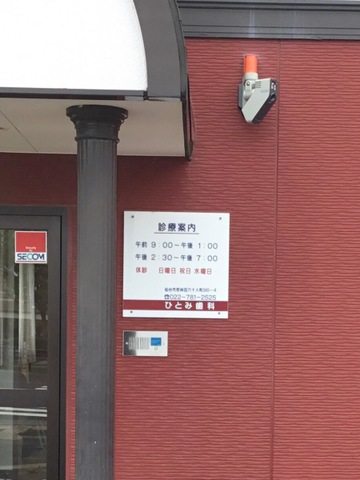 診療案内
午前 9:00〜午後 1:00
午後 2:30〜午後 7:00
休診 日曜日 祝日 水曜日
☎022-781-2525
ひとみ歯科
SECOM